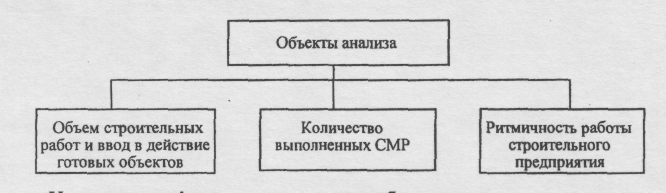 Объекты анализа
Объем строительных
работ и ввод в действие
готовых объектов
Количество
выполненных СМР
Ритмичность работы
строительного
предприятия